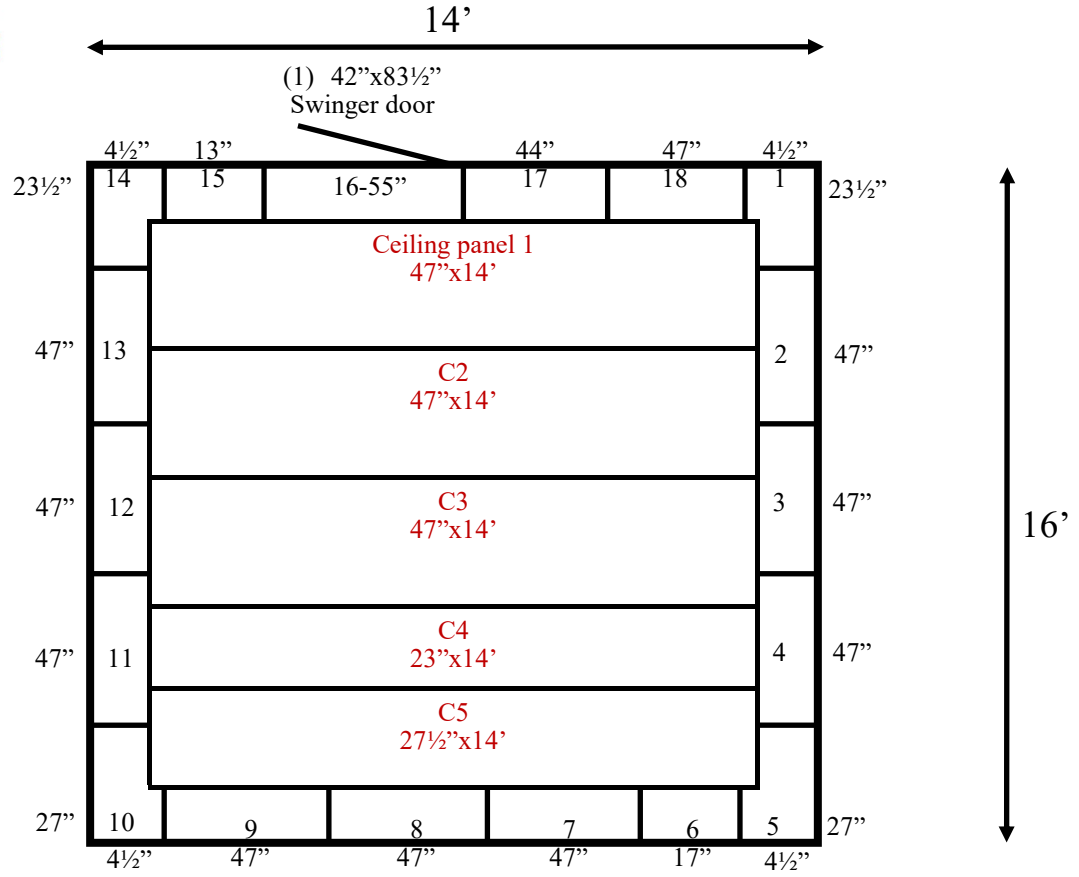 14’
(1) 42”x83½”
Swinger door
4½” 13” 44” 47” 4½”
23½” 14 15 16-55” 17 18 1 23½”
Ceiling panel 1
47”x14’
47” 13 2 47”
C2
47”x14’
47” 12 3 47”
C3
47”x14’
16’
C4
23”x14’
47” 11 4 47”
C5
27½”x14’
27” 10 9 8 7 6 5 27”
4½” 47” 47” 47” 17” 4½”